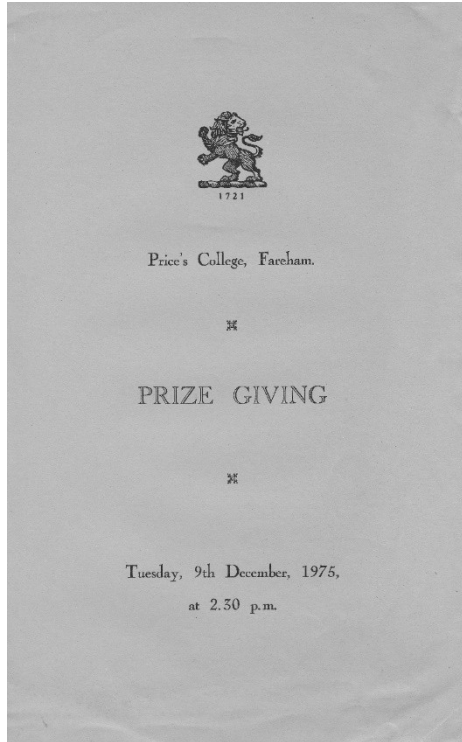 1721
Price's College, Fareham.
PRIZE GIVING
Tuesday, 9th December, 1975,
at 2.30 p.m.